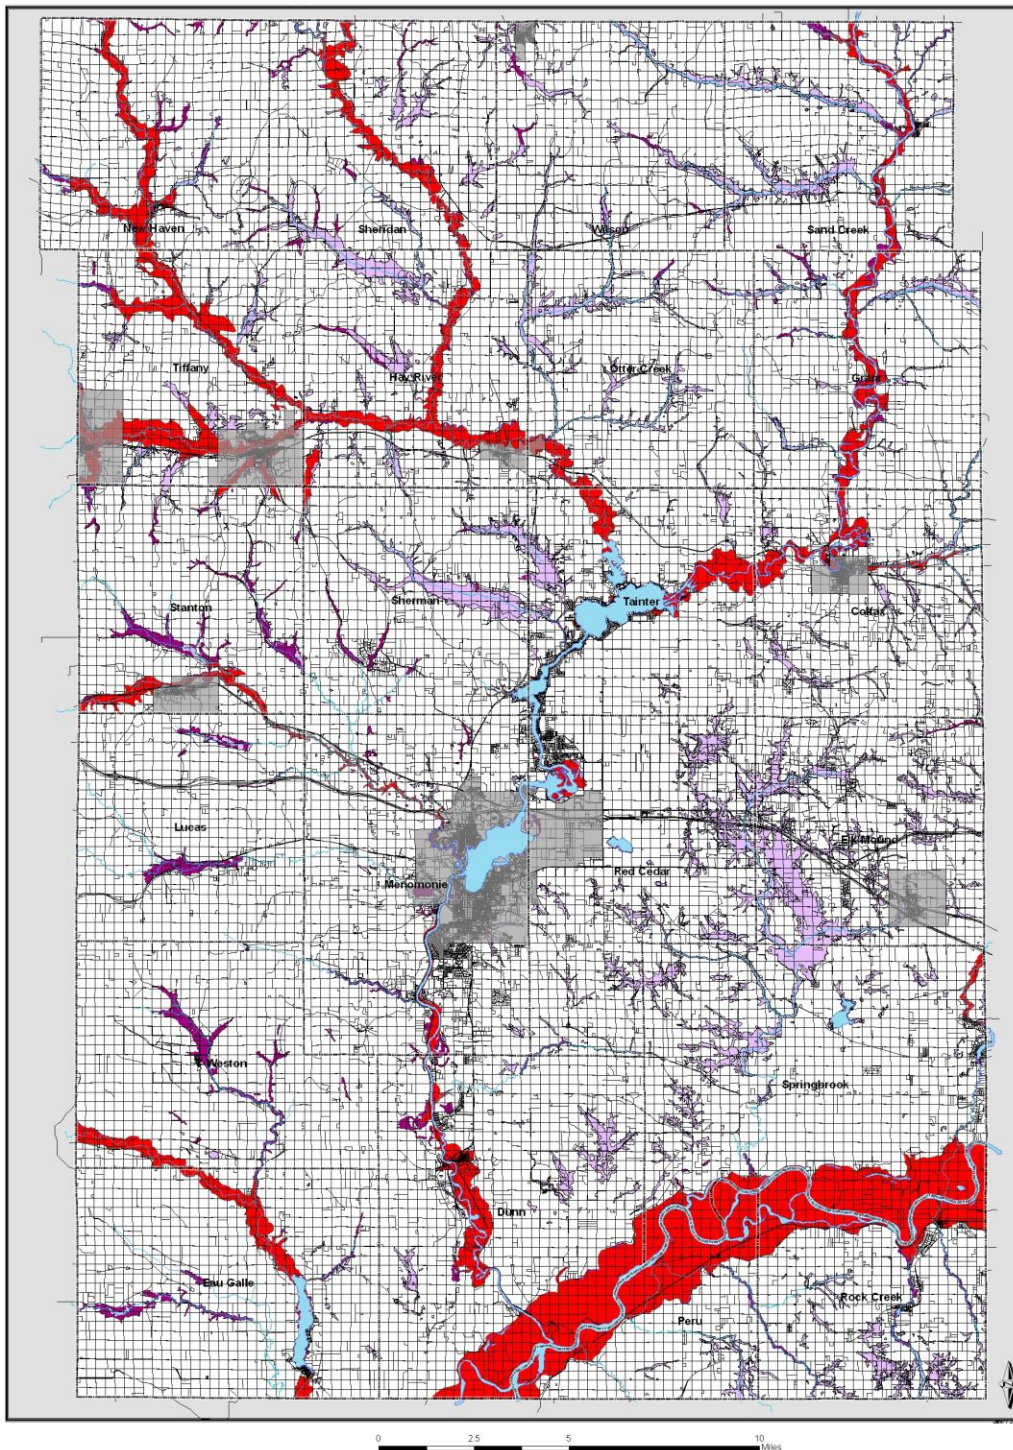 New Haven
Sheridan
Wilson
Sand Creek
Tiffany
Hay River
Otter Creek
Grant
Stanton
Sherman
Tainter
Colfax
Lucas
Elk Mound
Menomonie
Red Cedar
Weston
Springbrook
Dunn
Eau Galle
Rock Creek
Peru
0 2.5 5 10
Miles